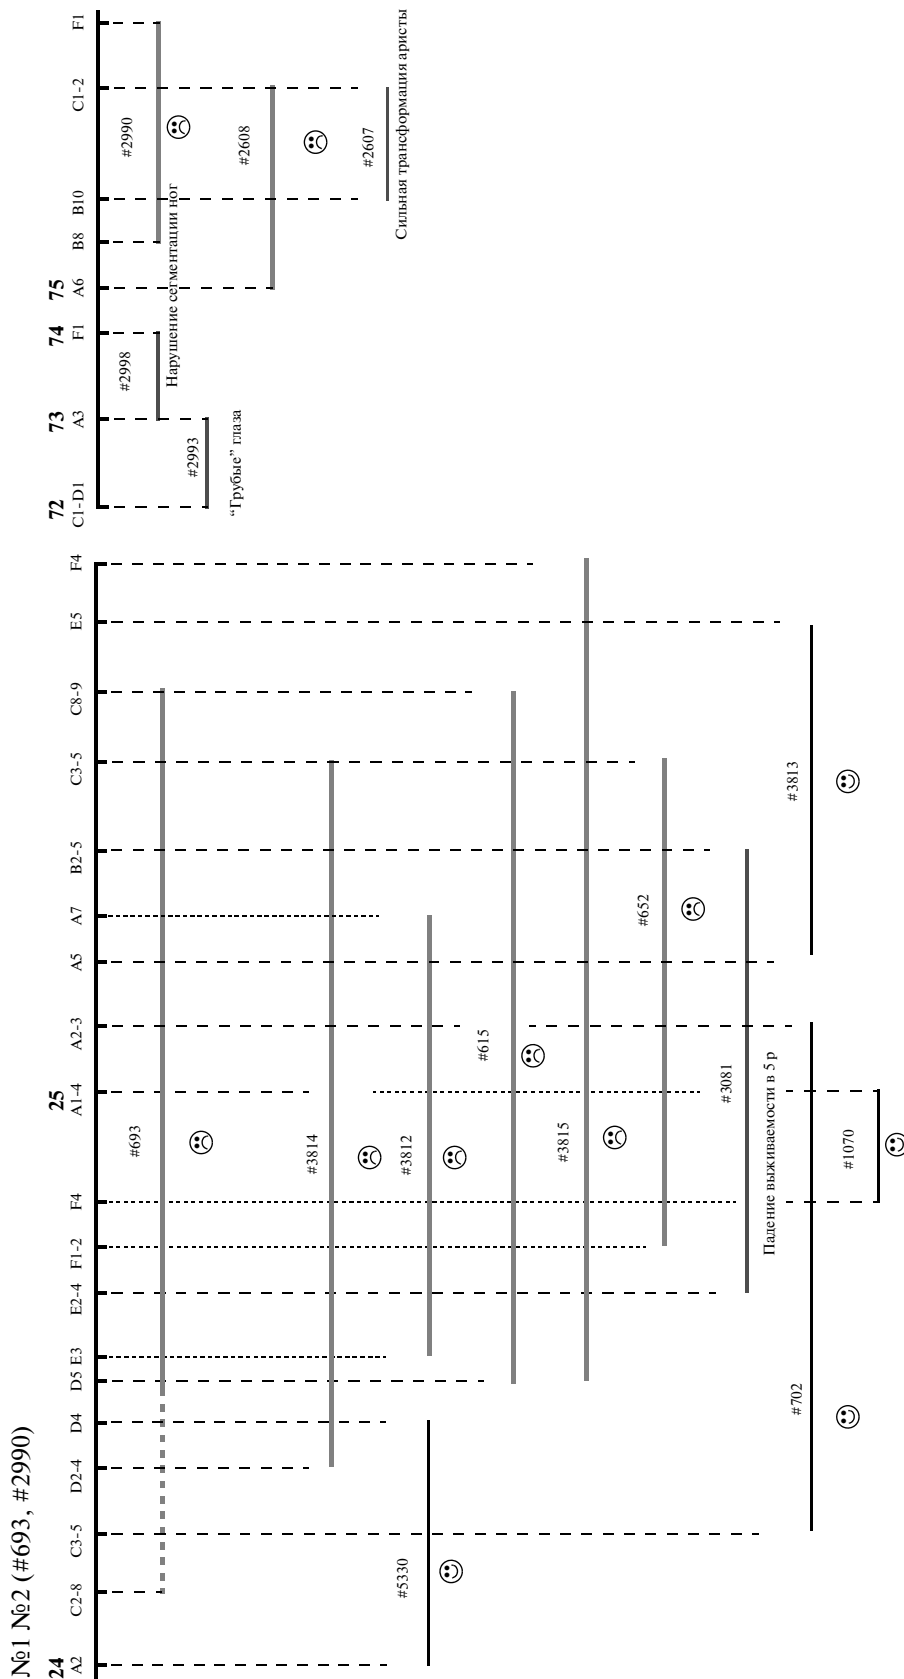 №1 №2 (#693, #2990)
24 25 72 73 74 75
A2 C2-8 C3-5 D2-4 D4 D5 E3 E2-4 F1-2 F4 A1-4 A2-3 A5 A7 B2-5 C3-5 C8-9 E5 F4 C1-D1 A3 F1 A6 B8 B10 C1-2 F1
#693
#2998
#2990
Нарушение сегментации ног
#2993
“Грубые” глаза
#2608
#3814
#2607
#5330
#3812
Сильная трансформация аристы
#615
#3815
#652
#3081
Падение выживаемости в 5 р
#702
#3813
#1070